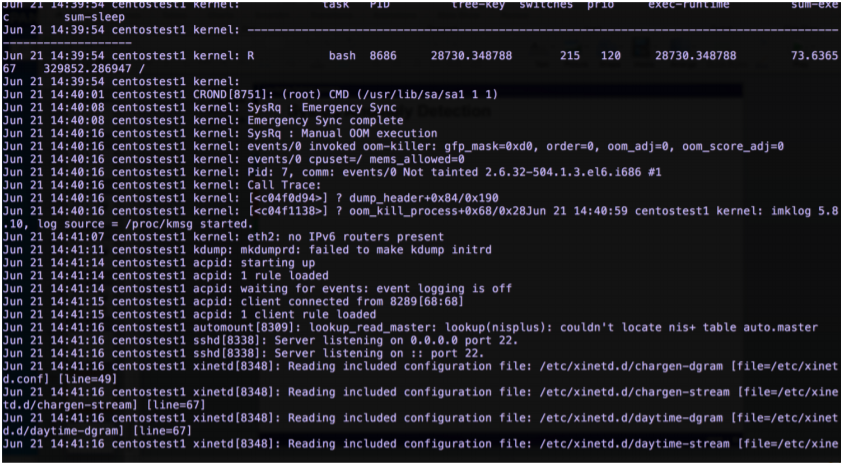 Jun 21 14:39:54 centostest1 kernel: task PID tree-key switches prio exec-runtime sum-exe
c sum-sleep
Jun 21 14:39:54 centostest1 kernel: ----------------------------------------------------------------------------------
------------------
Jun 21 14:39:54 centostest1 kernel: R bash 8686 28730.348788 215 120 28730.348788 73.6365
67 329852.286947 /
Jun 21 14:39:54 centostest1 kernel:
Jun 21 14:40:01 centostest1 CROND[8751]: (root) CMD (/usr/lib/sa/sa1 1 1)
Jun 21 14:40:08 centostest1 kernel: SysRq : Emergency Sync
Jun 21 14:40:08 centostest1 kernel: Emergency Sync complete
Jun 21 14:40:16 centostest1 kernel: SysRq : Manual OOM execution
Jun 21 14:40:16 centostest1 kernel: events/0 invoked oom-killer: gfp_mask=0xd0, order=0, oom_adj=0, oom_score_adj=0
Jun 21 14:40:16 centostest1 kernel: events/0 cpuset=/ mems_allowed=0
Jun 21 14:40:16 centostest1 kernel: Pid: 7, comm: events/0 Not tainted 2.6.32-504.1.3.el6.i686 #1
Jun 21 14:40:16 centostest1 kernel: Call Trace:
Jun 21 14:40:16 centostest1 kernel: [<c04f0d94>] ? dump_header+0x84/0x190
Jun 21 14:40:16 centostest1 kernel: [<c04f1138>] ? oom_kill_process+0x68/0x28Jun 21 14:40:59 centostest1 kernel: imklog 5.8
.10, log source = /proc/kmsg started.
Jun 21 14:41:07 centostest1 kernel: eth2: no IPv6 routers present
Jun 21 14:41:11 centostest1 kdump: mkdumprd: failed to make kdump initrd
Jun 21 14:41:14 centostest1 acpid: starting up
Jun 21 14:41:14 centostest1 acpid: 1 rule loaded
Jun 21 14:41:14 centostest1 acpid: waiting for events: event logging is off
Jun 21 14:41:15 centostest1 acpid: client connected from 8289[68:68]
Jun 21 14:41:15 centostest1 acpid: 1 client rule loaded
Jun 21 14:41:16 centostest1 automount[8309]: lookup_read_master: lookup(nisplus): couldn't locate nis+ table auto.master
Jun 21 14:41:16 centostest1 sshd[8338]: Server listening on 0.0.0.0 port 22.
Jun 21 14:41:16 centostest1 sshd[8338]: Server listening on :: port 22.
Jun 21 14:41:16 centostest1 xinetd[8348]: Reading included configuration file: /etc/xinetd.d/chargen-dgram [file=/etc/xinet
d.conf] [line=49]
Jun 21 14:41:16 centostest1 xinetd[8348]: Reading included configuration file: /etc/xinetd.d/chargen-stream [file=/etc/xine
td.d/chargen-stream] [line=67]
Jun 21 14:41:16 centostest1 xinetd[8348]: Reading included configuration file: /etc/xinetd.d/daytime-dgram [file=/etc/xinet
d.d/daytime-dgram] [line=67]
Jun 21 14:41:16 centostest1 xinetd[8348]: Reading included configuration file: /etc/xinetd.d/daytime-stream [file=/etc/xine